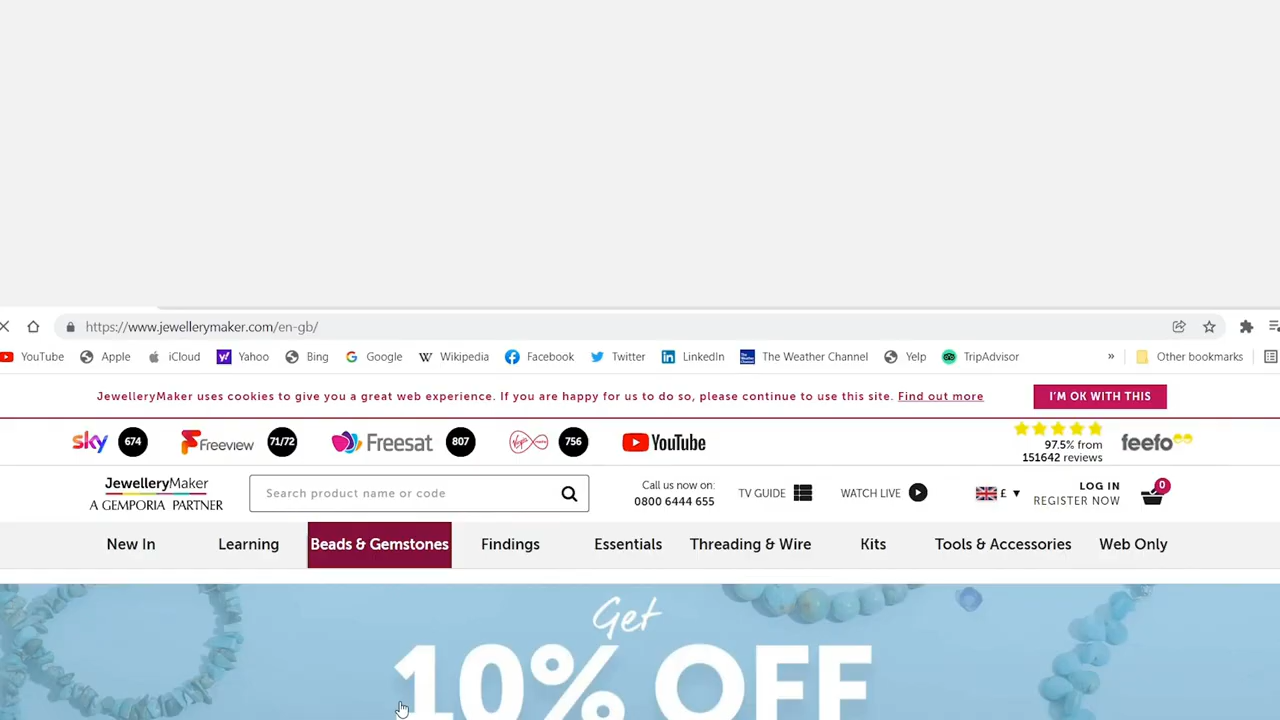 https://www.jewellerymaker.com/en-gb/
YouTube Apple iCloud Yahoo Bing Google Wikipedia Facebook Twitter LinkedIn The Weather Channel Yelp TripAdvisor » Other bookmarks
JewelleryMaker uses cookies to give you a great web experience. If you are happy for us to do so, please continue to use this site. Find out more I'M OK WITH THIS
sky 674 Freeview 71/72 Freesat 807 Virgin media 756 YouTube 97.5% from feefo
151642 reviews
JewelleryMaker
A GEMPORIA PARTNER
Search product name or code
Call us now on:
0800 6444 655
TV GUIDE WATCH LIVE £ LOG IN 0
REGISTER NOW
New In Learning Beads & Gemstones Findings Essentials Threading & Wire Kits Tools & Accessories Web Only
Get
10% OFF